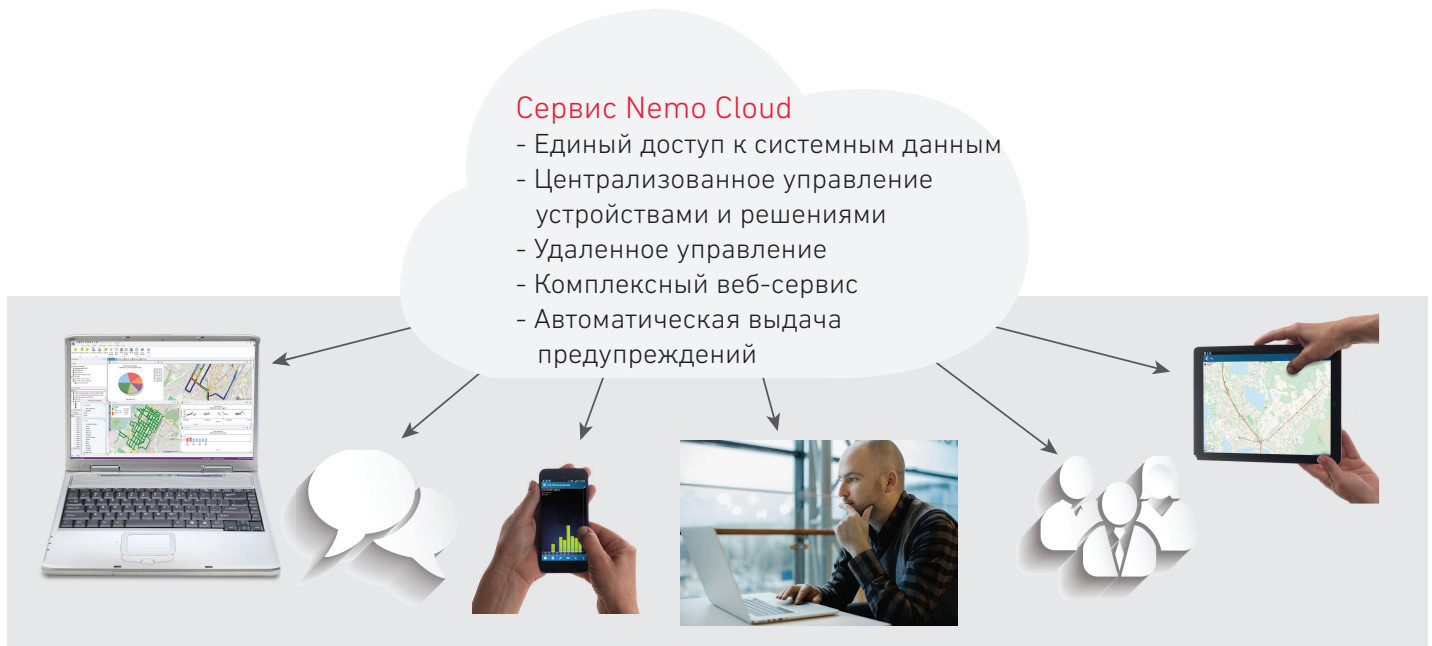 Сервис Nemo Cloud
- Единый доступ к системным данным
- Централизованное управление
устройствами и решениями
- Удаленное управление
- Комплексный веб-сервис
- Автоматическая выдача
предупреждений